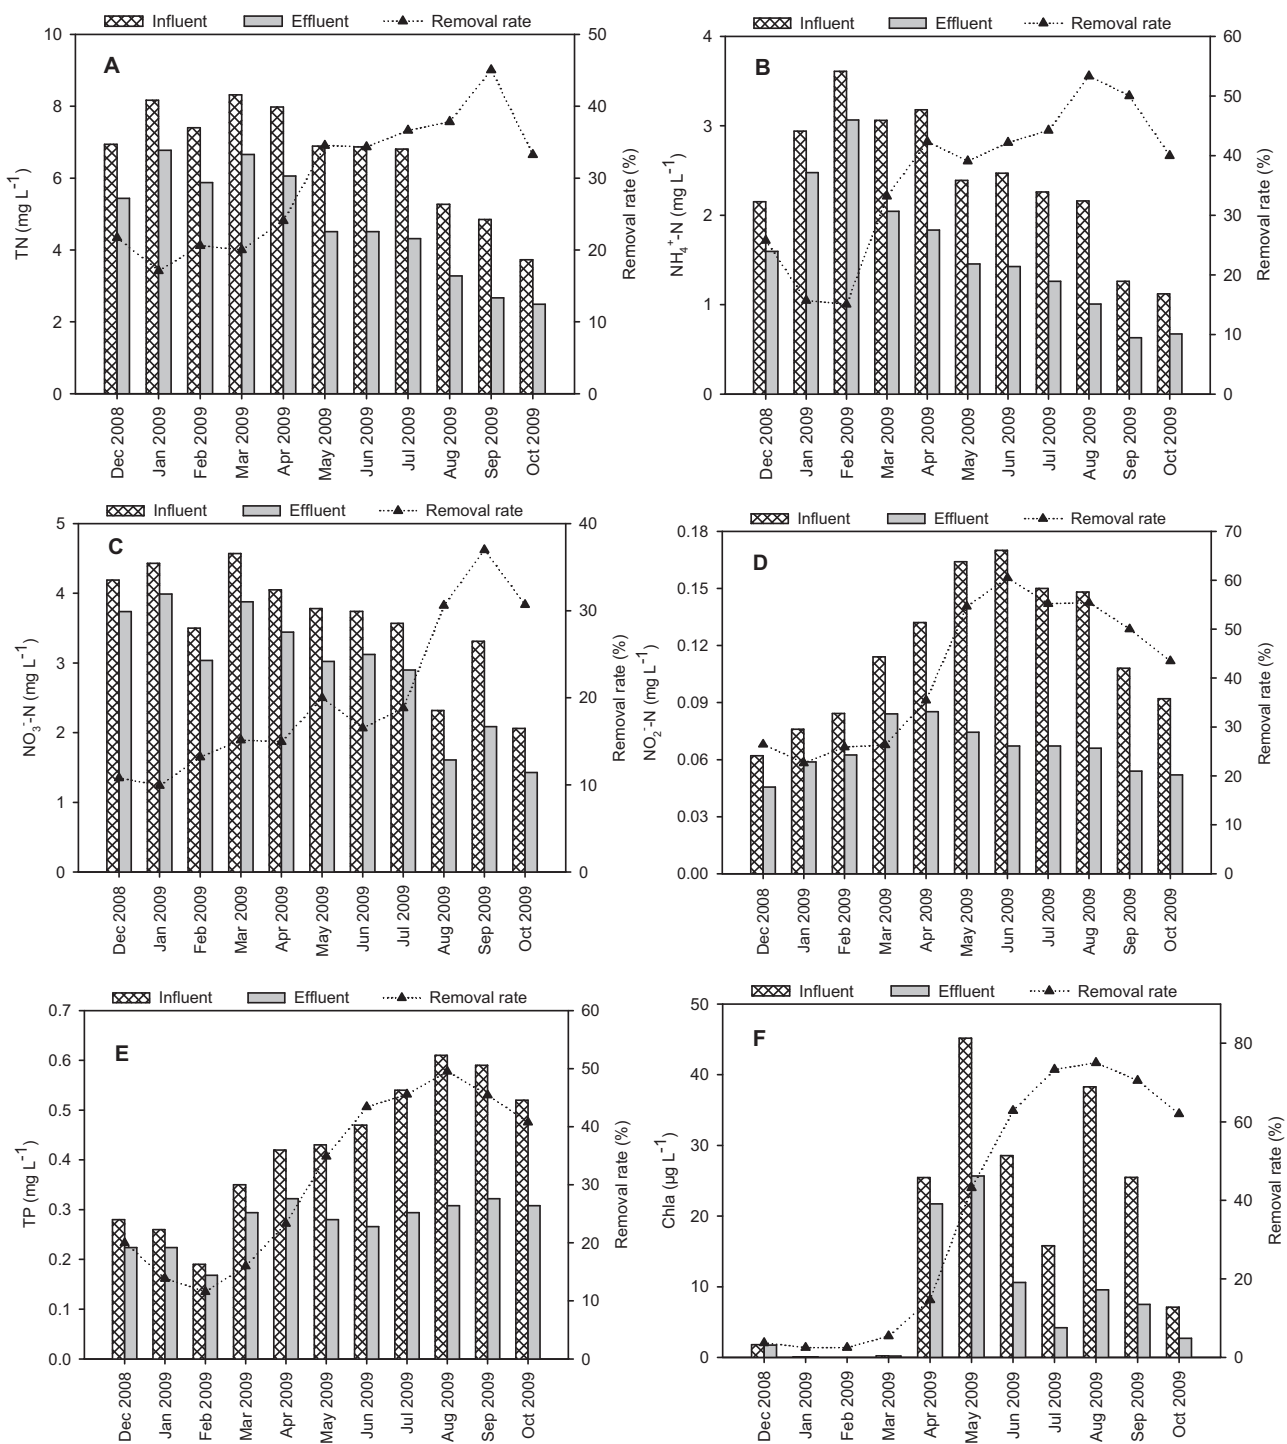 Influent Effluent Removal rate
A
TN (mg L⁻¹)
10
8
6
4
2
0
50
40
30
20
10
0
Removal rate (%)
Dec 2008 Jan 2009 Feb 2009 Mar 2009 Apr 2009 May 2009 Jun 2009 Jul 2009 Aug 2009 Sep 2009 Oct 2009
Influent Effluent Removal rate
B
NH₄⁺-N (mg L⁻¹)
4
3
2
1
0
60
50
40
30
20
10
0
Removal rate (%)
Dec 2008 Jan 2009 Feb 2009 Mar 2009 Apr 2009 May 2009 Jun 2009 Jul 2009 Aug 2009 Sep 2009 Oct 2009
Influent Effluent Removal rate
C
NO₃⁻-N (mg L⁻¹)
5
4
3
2
1
0
40
30
20
10
0
Removal rate (%)
Dec 2008 Jan 2009 Feb 2009 Mar 2009 Apr 2009 May 2009 Jun 2009 Jul 2009 Aug 2009 Sep 2009 Oct 2009
Influent Effluent Removal rate
D
NO₂⁻-N (mg L⁻¹)
0.18
0.15
0.12
0.09
0.06
0.03
0.00
70
60
50
40
30
20
10
0
Removal rate (%)
Dec 2008 Jan 2009 Feb 2009 Mar 2009 Apr 2009 May 2009 Jun 2009 Jul 2009 Aug 2009 Sep 2009 Oct 2009
Influent Effluent Removal rate
E
TP (mg L⁻¹)
0.7
0.6
0.5
0.4
0.3
0.2
0.1
0.0
60
50
40
30
20
10
0
Removal rate (%)
Dec 2008 Jan 2009 Feb 2009 Mar 2009 Apr 2009 May 2009 Jun 2009 Jul 2009 Aug 2009 Sep 2009 Oct 2009
Influent Effluent Removal rate
F
Chla (µg L⁻¹)
50
40
30
20
10
0
80
60
40
20
0
Removal rate (%)
Dec 2008 Jan 2009 Feb 2009 Mar 2009 Apr 2009 May 2009 Jun 2009 Jul 2009 Aug 2009 Sep 2009 Oct 2009